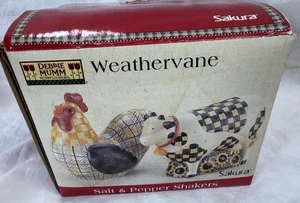 Sakura
DEBBIE
MUMM
Weathervane
Sakura
Salt & Pepper Shakers